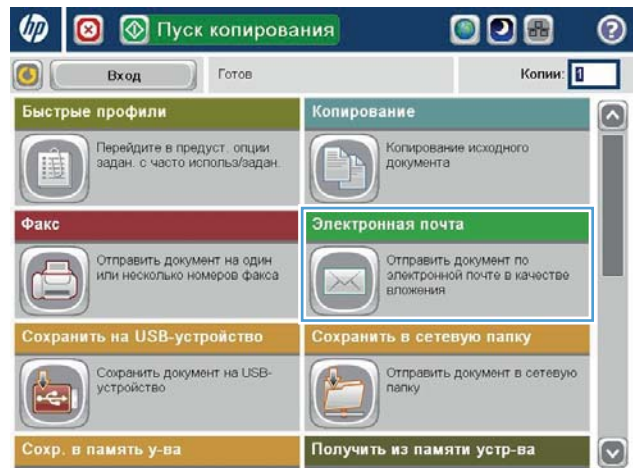 hp Пуск копирования ?
Вход Готов Копии: 1
Быстрые профили
Перейдите в предуст. опции
задан. с часто использ/задан.
Копирование
Копирование исходного
документа
Факс
Отправить документ на один
или несколько номеров факса
Электронная почта
Отправить документ по
электронной почте в качестве
вложения
Сохранить на USB-устройство
Сохранить документ на USB-
устройство
Сохранить в сетевую папку
Отправить документ в сетевую
папку
Сохр. в память у-ва
Получить из памяти устр-ва